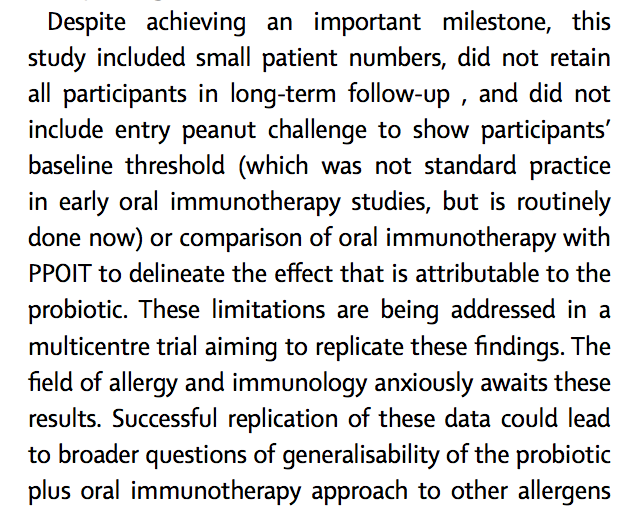 Despite achieving an important milestone, this
study included small patient numbers, did not retain
all participants in long-term follow-up , and did not
include entry peanut challenge to show participants’
baseline threshold (which was not standard practice
in early oral immunotherapy studies, but is routinely
done now) or comparison of oral immunotherapy with
PPOIT to delineate the effect that is attributable to the
probiotic. These limitations are being addressed in a
multicentre trial aiming to replicate these findings. The
field of allergy and immunology anxiously awaits these
results. Successful replication of these data could lead
to broader questions of generalisability of the probiotic
plus oral immunotherapy approach to other allergens